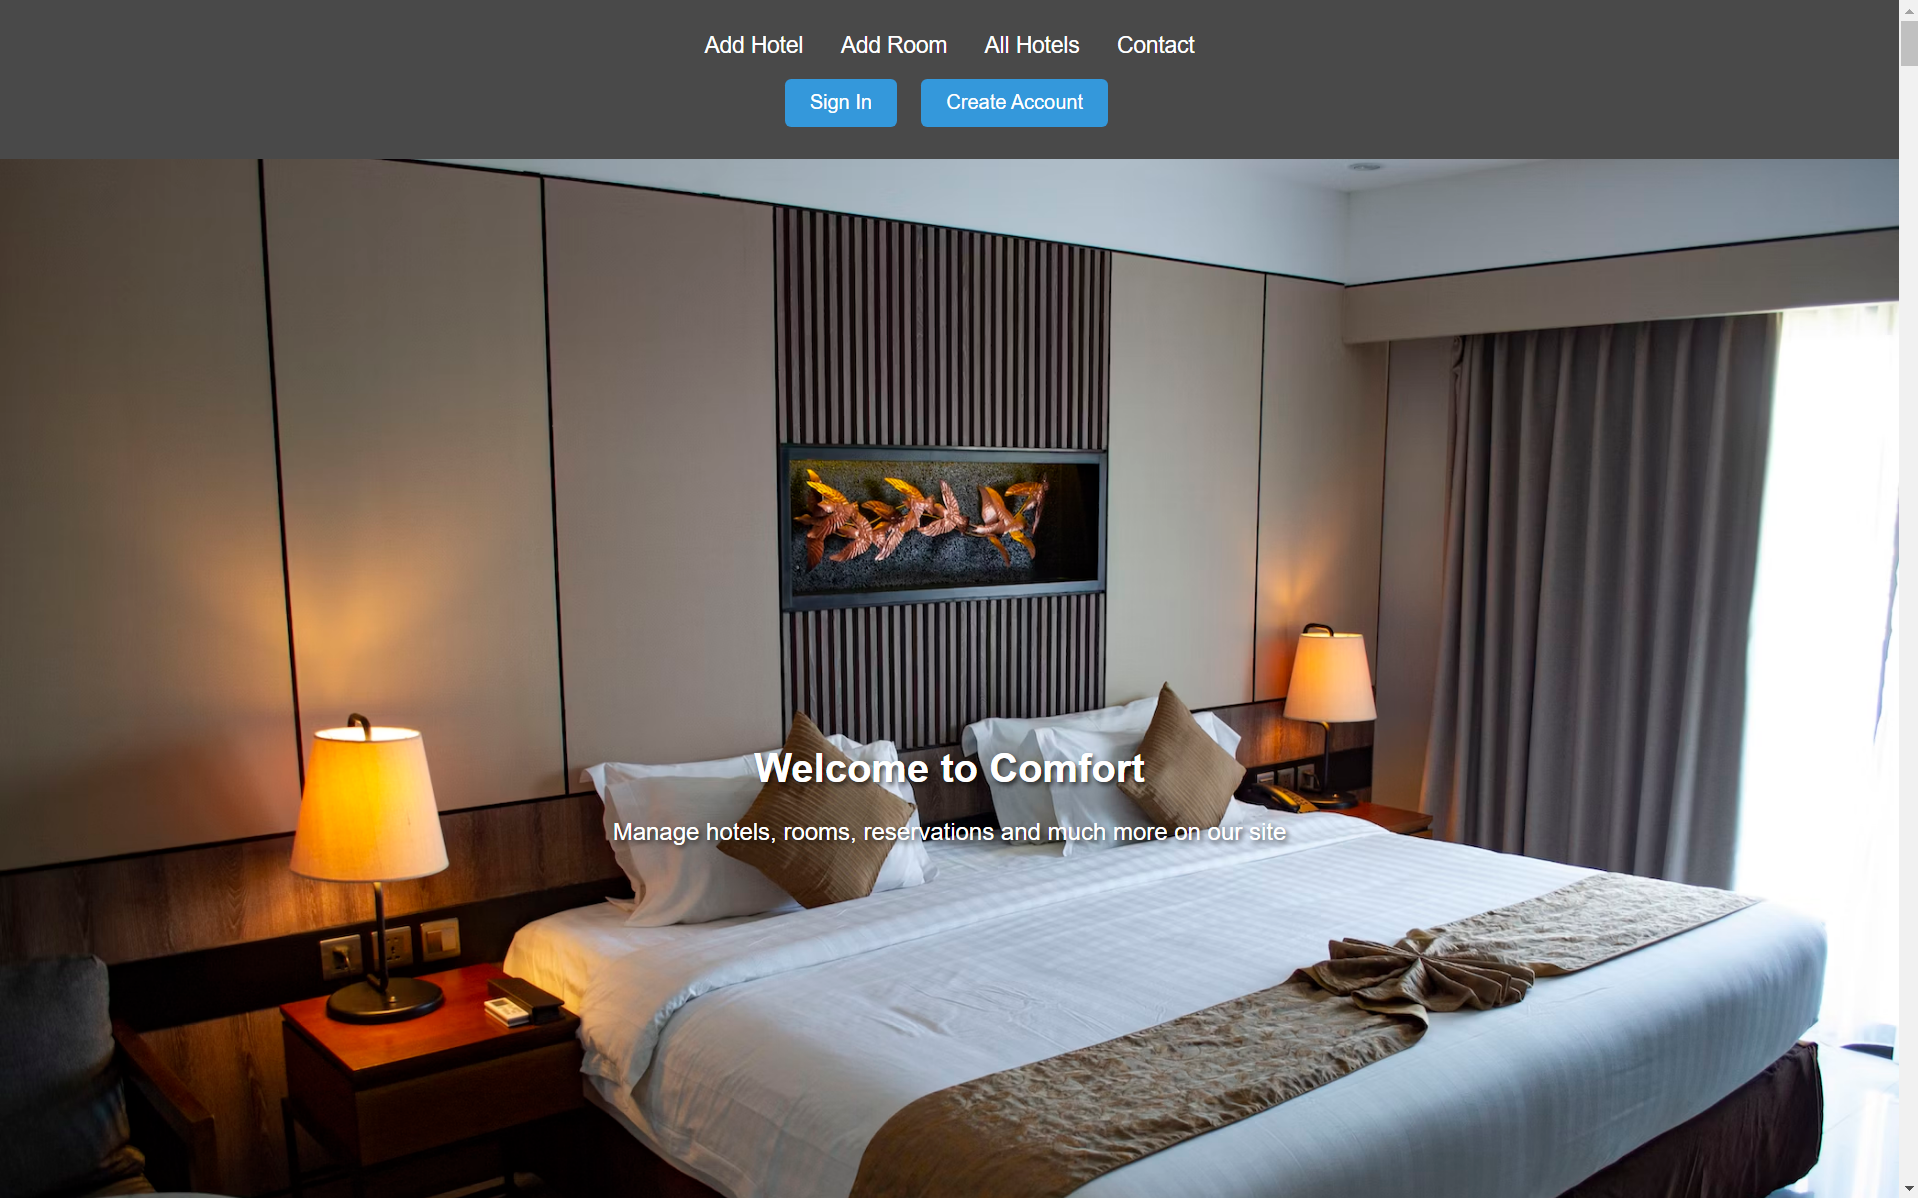 Add Hotel Add Room All Hotels Contact
Sign In Create Account
Welcome to Comfort
Manage hotels, rooms, reservations and much more on our site